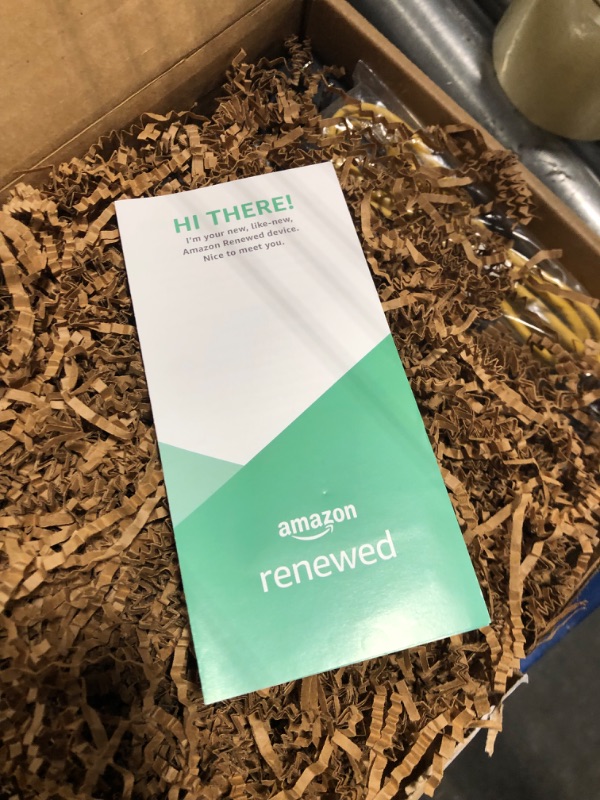 HI THERE!
I'm your new, like-new,
Amazon Renewed device.
Nice to meet you.
amazon
renewed